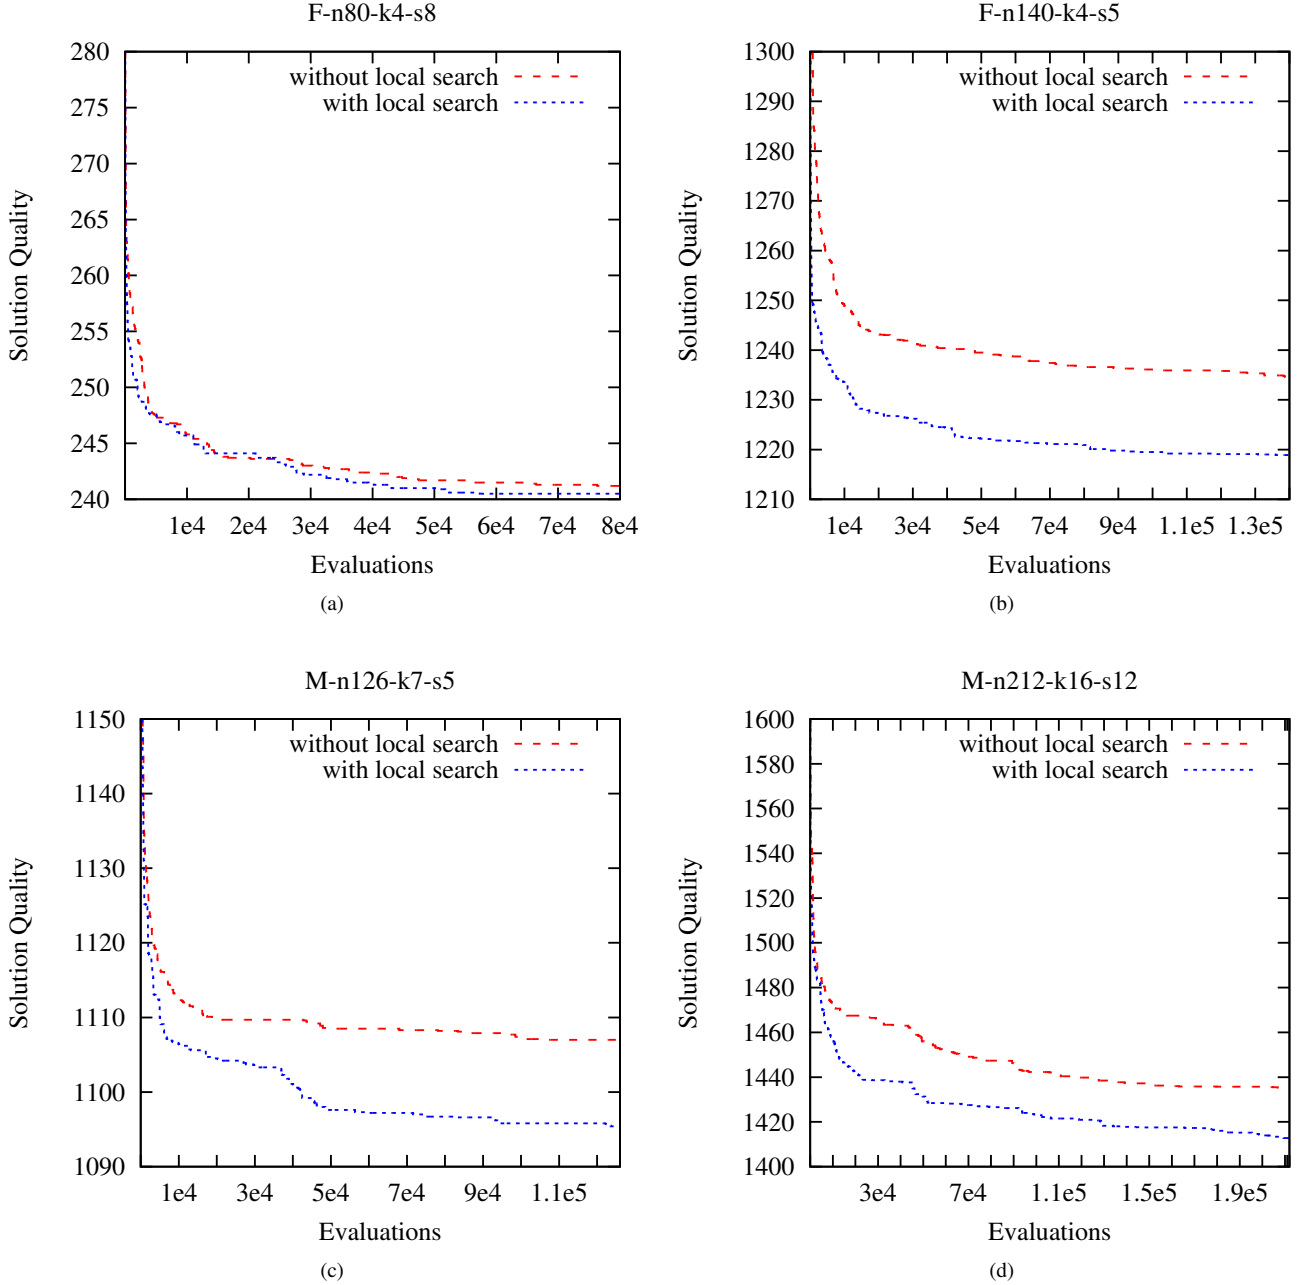 F-n80-k4-s8
280
275
270
265
260
255
250
245
240
Solution Quality
without local search
with local search
1e4 2e4 3e4 4e4 5e4 6e4 7e4 8e4
Evaluations
(a)
F-n140-k4-s5
1300
1290
1280
1270
1260
1250
1240
1230
1220
1210
Solution Quality
without local search
with local search
1e4 3e4 5e4 7e4 9e4 1.1e5 1.3e5
Evaluations
(b)
M-n126-k7-s5
1150
1140
1130
1120
1110
1100
1090
Solution Quality
without local search
with local search
1e4 3e4 5e4 7e4 9e4 1.1e5
Evaluations
(c)
M-n212-k16-s12
1600
1580
1560
1540
1520
1500
1480
1460
1440
1420
1400
Solution Quality
without local search
with local search
3e4 7e4 1.1e5 1.5e5 1.9e5
Evaluations
(d)